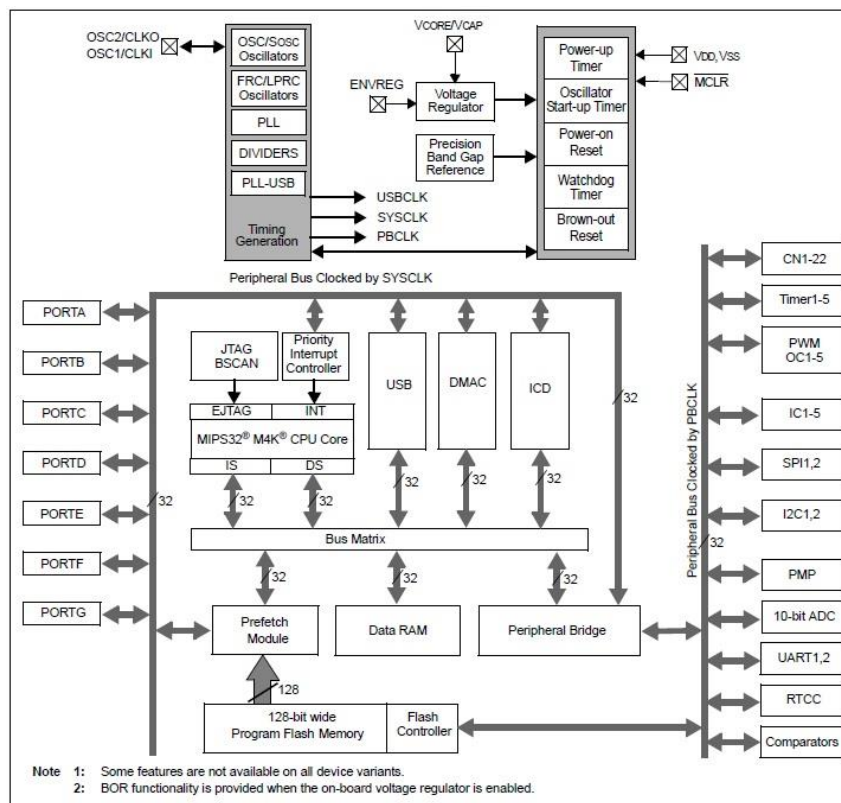 OSC2/CLKO
OSC1/CLKI
OSC/SOSC
Oscillators
FRC/LPRC
Oscillators
PLL
DIVIDERS
PLL-USB
Timing
Generation
USBCLK
SYSCLK
PBCLK
VCORE/VCAP
ENVREG
Voltage
Regulator
Precision
Band Gap
Reference
Power-up
Timer
Oscillator
Start-up Timer
Power-on
Reset
Watchdog
Timer
Brown-out
Reset
VDD, VSS
MCLR
Peripheral Bus Clocked by SYSCLK
PORTA
PORTB
PORTC
PORTD
PORTE
PORTF
PORTG
32
JTAG
BSCAN
Priority
Interrupt
Controller
EJTAG
INT
MIPS32® M4K® CPU Core
IS
DS
USB
DMAC
ICD
32
32
32
32
32
32
Bus Matrix
32
32
32
Prefetch
Module
Data RAM
Peripheral Bridge
128
128-bit wide
Program Flash Memory
Flash
Controller
Peripheral Bus Clocked by PBCLK
32
CN1-22
Timer1-5
PWM
OC1-5
IC1-5
SPI1,2
I2C1,2
PMP
10-bit ADC
UART1,2
RTCC
Comparators
Note 1: Some features are not available on all device variants.
2: BOR functionality is provided when the on-board voltage regulator is enabled.